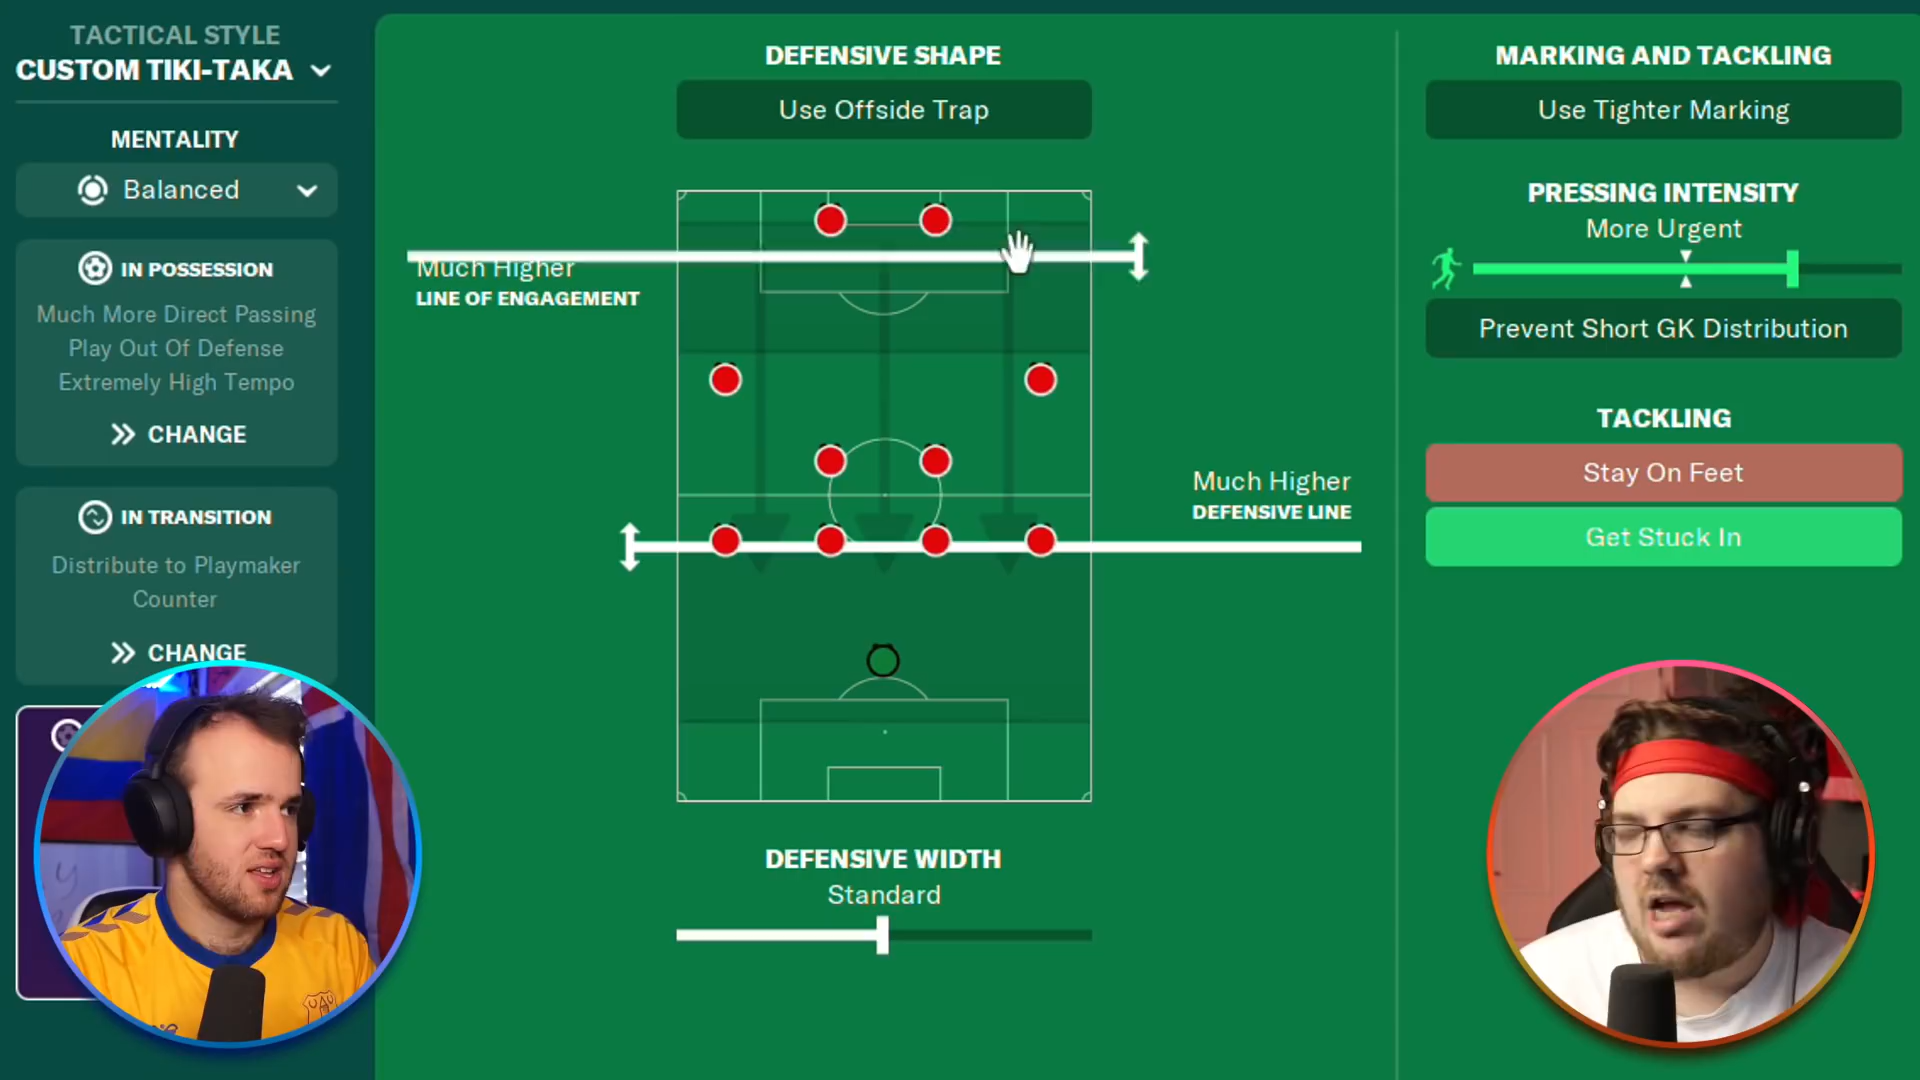 TACTICAL STYLE
CUSTOM TIKI-TAKA
MENTALITY
Balanced
IN POSSESSION
Much More Direct Passing
Play Out Of Defense
Extremely High Tempo
CHANGE
IN TRANSITION
Distribute to Playmaker
Counter
CHANGE
DEFENSIVE SHAPE
Use Offside Trap
Much Higher
LINE OF ENGAGEMENT
Much Higher
DEFENSIVE LINE
DEFENSIVE WIDTH
Standard
MARKING AND TACKLING
Use Tighter Marking
PRESSING INTENSITY
More Urgent
Prevent Short GK Distribution
TACKLING
Stay On Feet
Get Stuck In